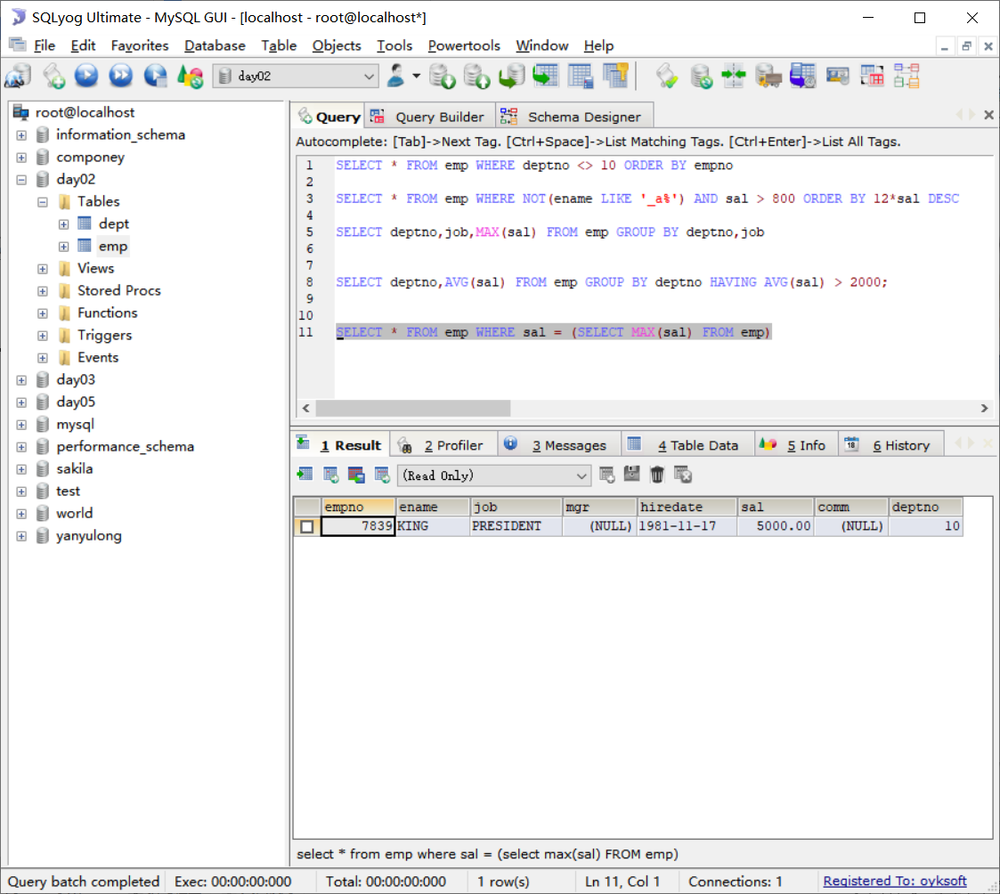 SQLyog Ultimate - MySQL GUI - [localhost - root@localhost*]
File Edit Favorites Database Table Objects Tools Powertools Window Help
day02
root@localhost
information_schema
componey
day02
Tables
dept
emp
Views
Stored Procs
Functions
Triggers
Events
day03
day05
mysql
performance_schema
sakila
test
world
yanyulong
Query Query Builder Schema Designer
Autocomplete: [Tab]->Next Tag. [Ctrl+Space]->List Matching Tags. [Ctrl+Enter]->List All Tags.
1 SELECT * FROM emp WHERE deptno <> 10 ORDER BY empno
2
3 SELECT * FROM emp WHERE NOT(ename LIKE '_a%') AND sal > 800 ORDER BY 12*sal DESC
4
5 SELECT deptno,job,MAX(sal) FROM emp GROUP BY deptno,job
6
7
8 SELECT deptno,AVG(sal) FROM emp GROUP BY deptno HAVING AVG(sal) > 2000;
9
10
11 SELECT * FROM emp WHERE sal = (SELECT MAX(sal) FROM emp)
1 Result 2 Profiler 3 Messages 4 Table Data 5 Info 6 History
(Read Only)
empno ename job mgr hiredate sal comm deptno
7839 KING PRESIDENT (NULL) 1981-11-17 5000.00 (NULL) 10
select * from emp where sal = (select max(sal) FROM emp)
Query batch completed Exec: 00:00:00:000 Total: 00:00:00:000 1 row(s) Ln 11, Col 1 Connections: 1 Registered To: oyksoft